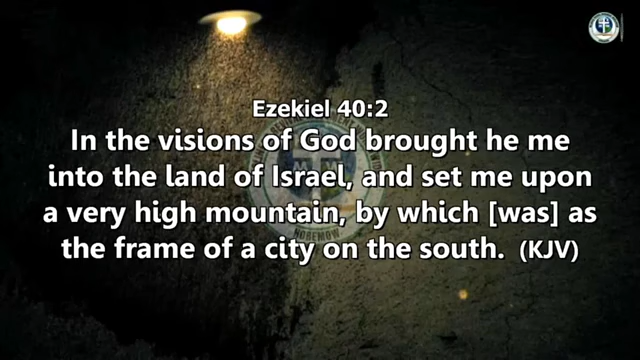 Ezekiel 40:2
In the visions of God brought he me
into the land of Israel, and set me upon
a very high mountain, by which [was] as
the frame of a city on the south. (KJV)
HOREMOW